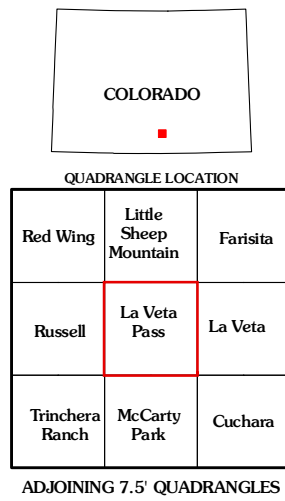 COLORADO
QUADRANGLE LOCATION
Red Wing
Little
Sheep
Mountain
Farisita
Russell
La Veta
Pass
La Veta
Trinchera
Ranch
McCarty
Park
Cuchara
ADJOINING 7.5' QUADRANGLES